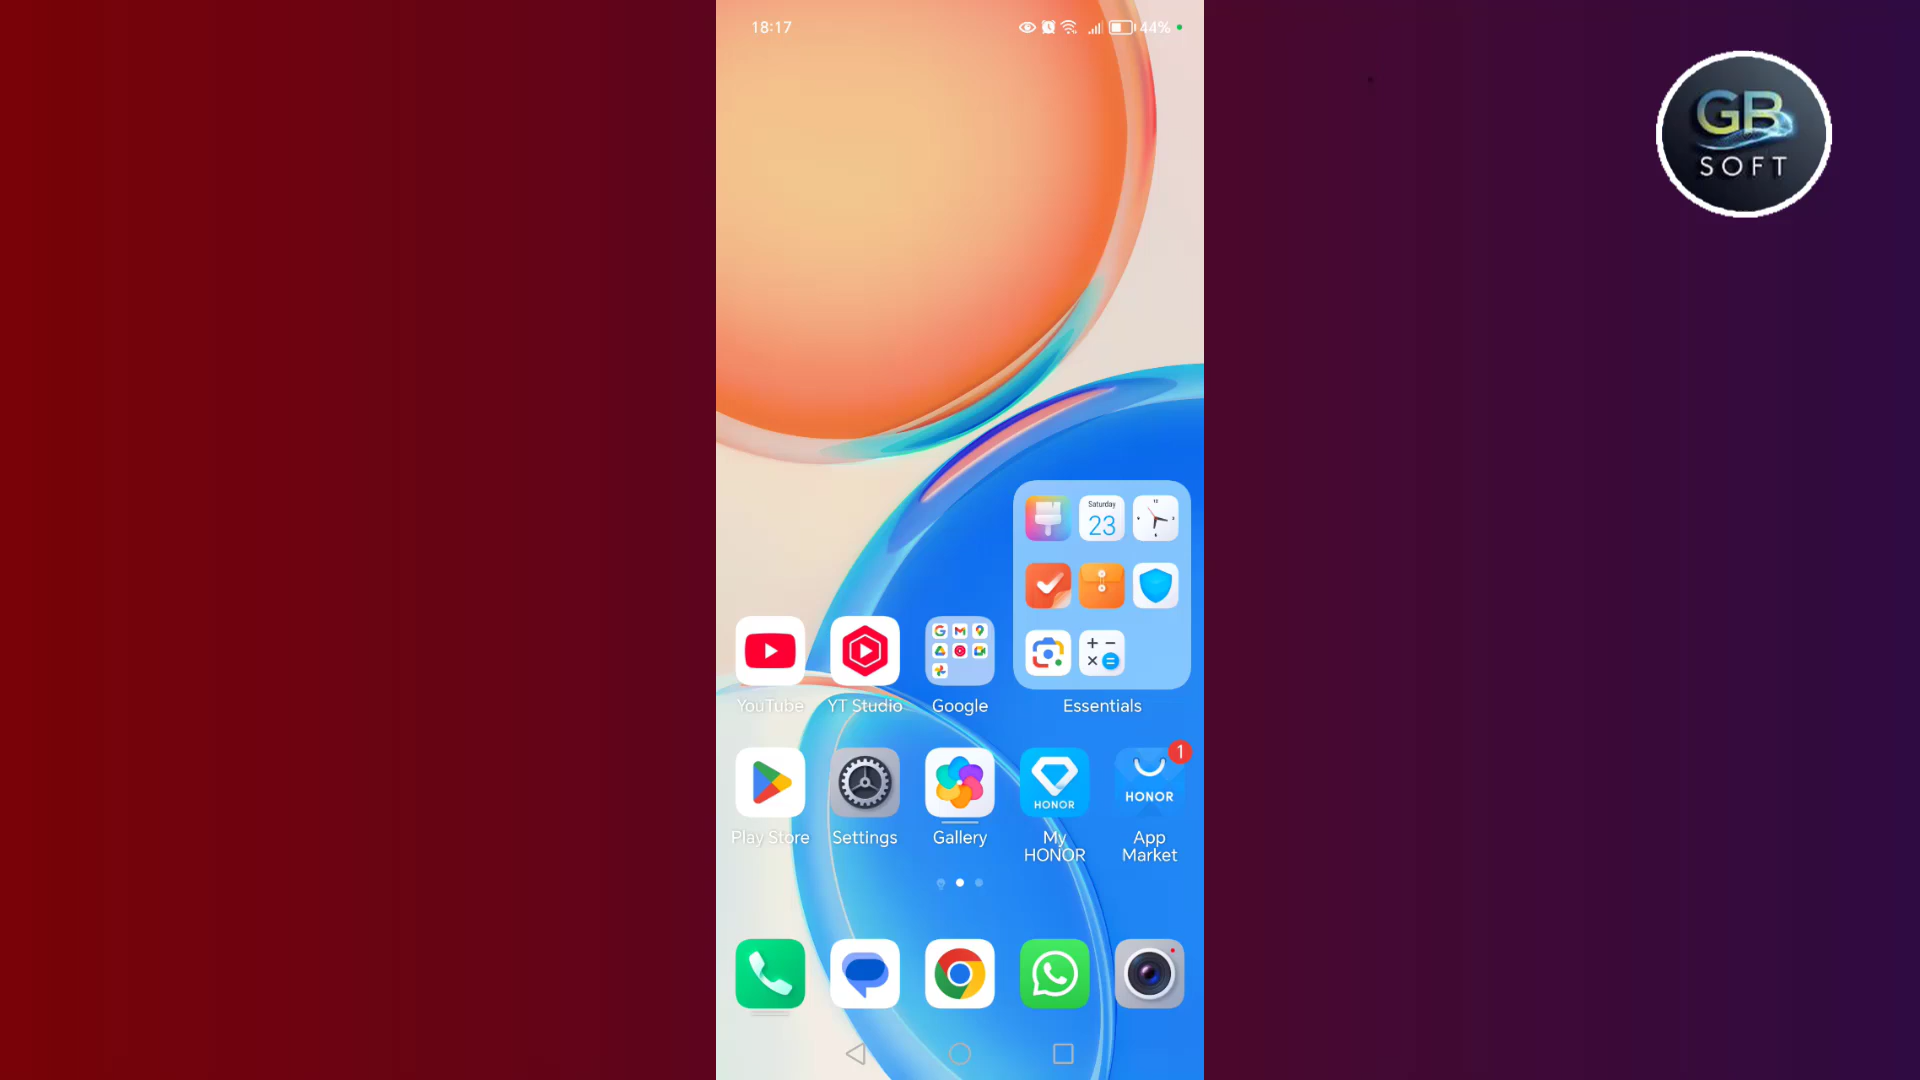 18:17
44%
GB
SOFT
Saturday
23
YouTube
YT Studio
Google
Essentials
HONOR
HONOR
1
Play Store
Settings
Gallery
My
HONOR
App
Market